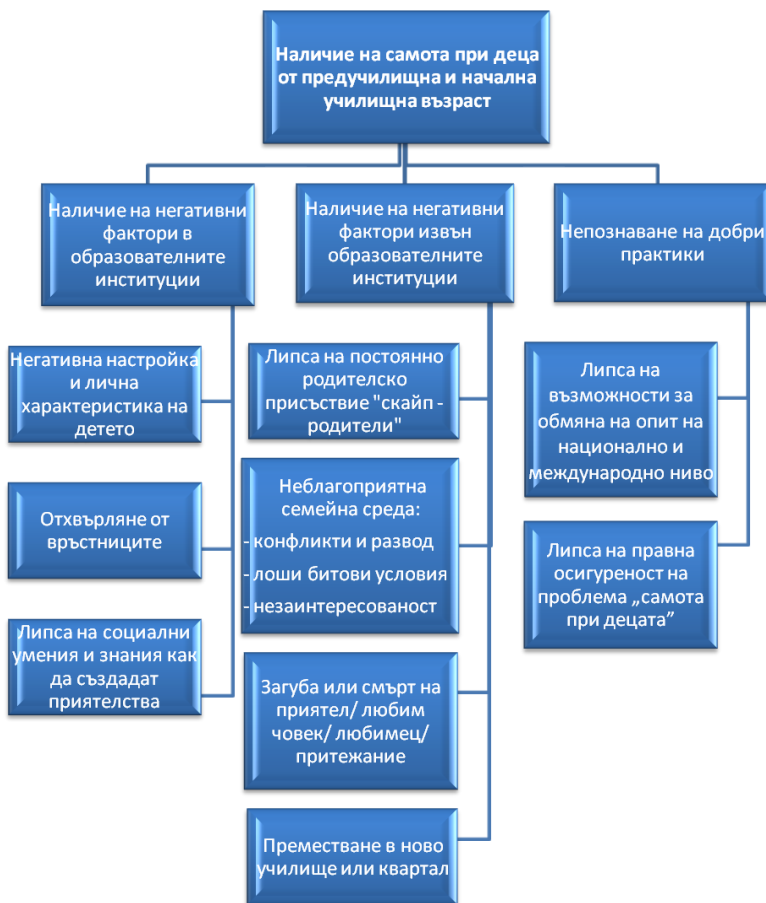 Наличие на самота при деца
от предучилищна и начална
училищна възраст
Наличие на негативни
фактори в
образователните
институции
Наличие на негативни
фактори извън
образователните
институции
Непознаване на добри
практики
Негативна настройка
и лична
характеристика на
детето
Отхвърляне от
връстниците
Липса на социални
умения и знания как
да създадат
приятелства
Липса на постоянно
родителско
присъствие "скайп -
родители"
Неблагоприятна
семейна среда:
- конфликти и развод
- лоши битови условия
- незаинтересованост
Загуба или смърт на
приятел/ любим
човек/ любимец/
притежание
Преместване в ново
училище или квартал
Липса на
възможности за
обмяна на опит на
национално и
международно ниво
Липса на правна
осигуреност на
проблема „самота
при децата”